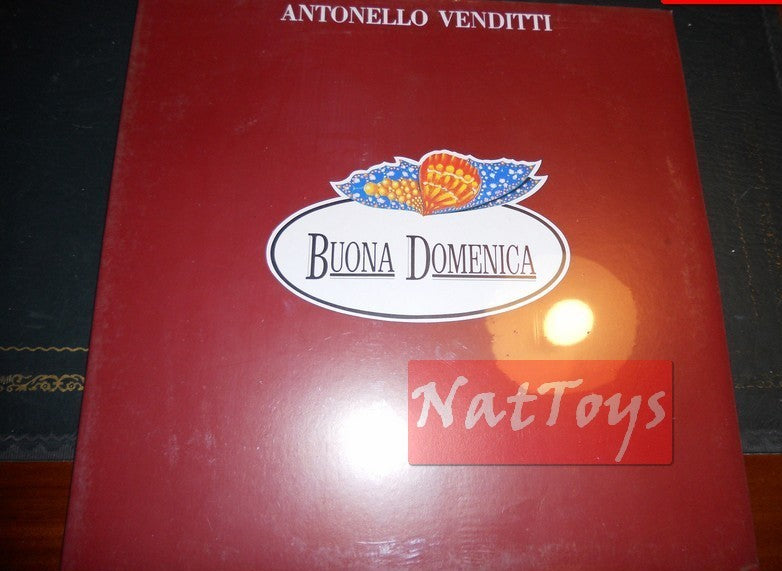 ANTONELLO VENDITTI
BUONA DOMENICA
NatToys